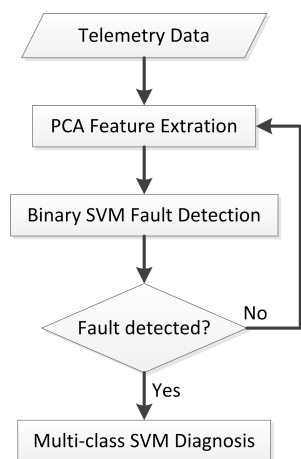 Telemetry Data
PCA Feature Extration
Binary SVM Fault Detection
Fault detected?
No
Yes
Multi-class SVM Diagnosis